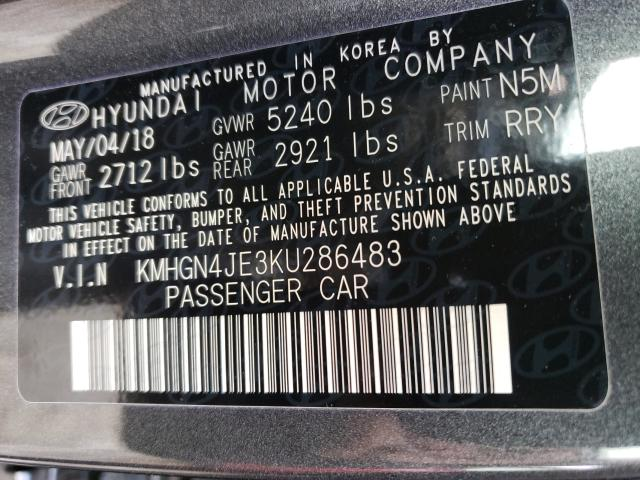 MANUFACTURED IN KOREA BY
HYUNDAI MOTOR COMPANY
MAY/04/18 GVWR 5240 lbs PAINT N5M
GAWR FRONT 2712 lbs GAWR REAR 2921 lbs TRIM RRY
THIS VEHICLE CONFORMS TO ALL APPLICABLE U.S.A. FEDERAL
MOTOR VEHICLE SAFETY, BUMPER, AND THEFT PREVENTION STANDARDS
IN EFFECT ON THE DATE OF MANUFACTURE SHOWN ABOVE
V.I.N KMHGN4JE3KU286483
PASSENGER CAR